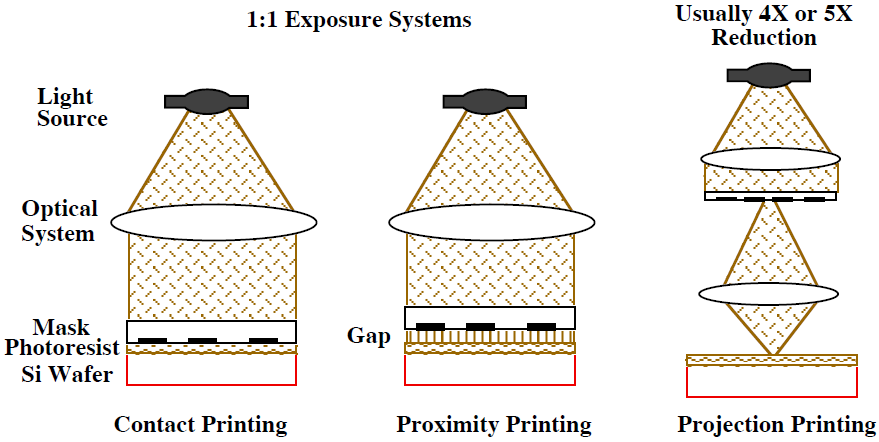 1:1 Exposure Systems
Usually 4X or 5X
Reduction
Light
Source
Optical
System
Mask
Photoresist
Si Wafer
Gap
Contact Printing
Proximity Printing
Projection Printing